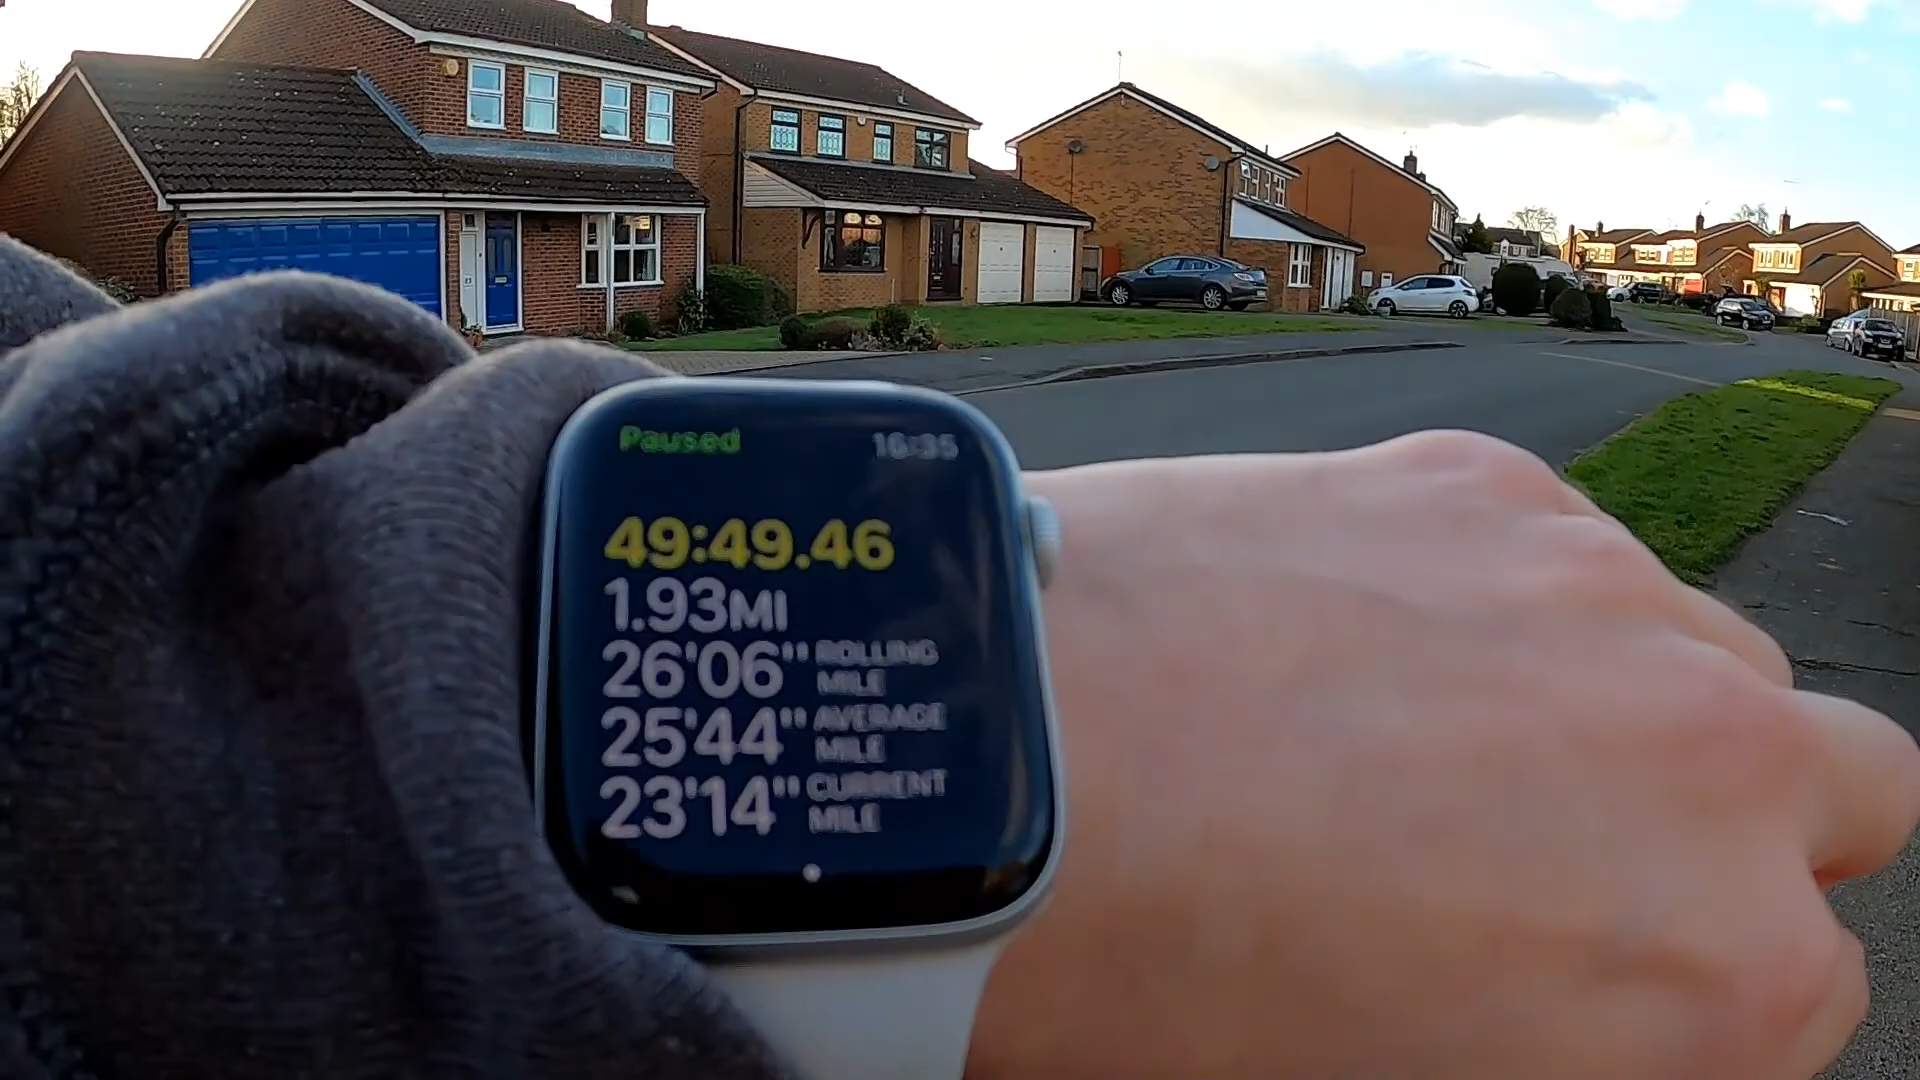 Paused 16:35
49:49.46
1.93MI
26'06'' ROLLING
MILE
25'44'' AVERAGE
MILE
23'14'' CURRENT
MILE